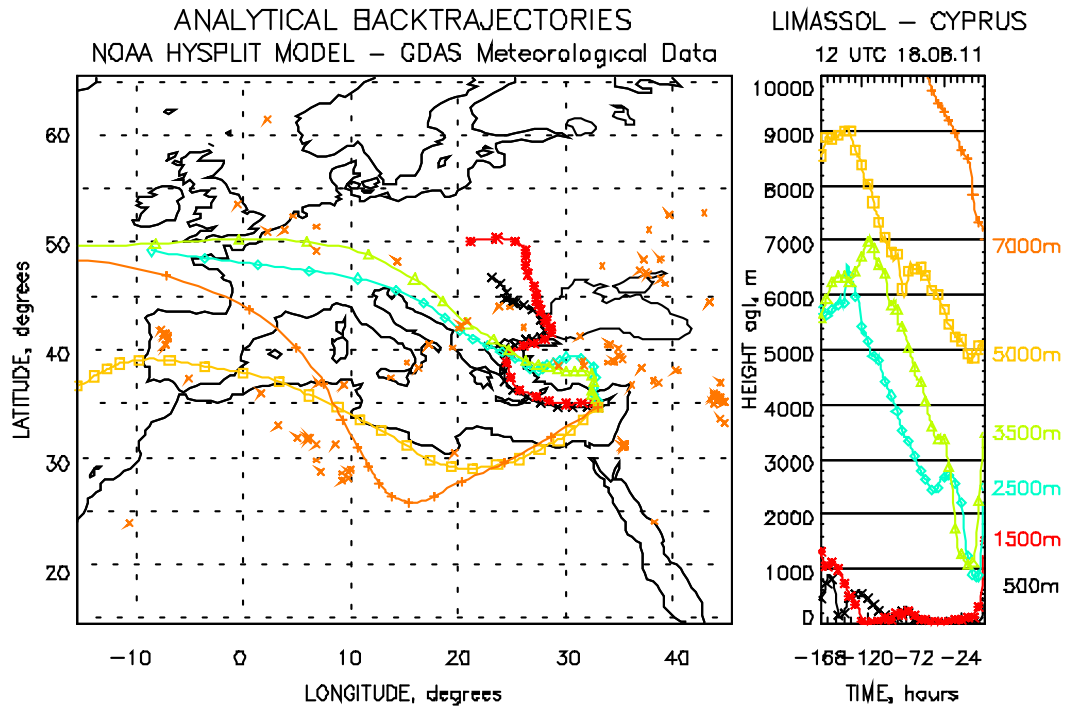 ANALYTICAL BACKTRAJECTORIES
NOAA HYSPLIT MODEL – GDAS Meteorological Data
LIMASSOL – CYPRUS
12 UTC 18.08.11
60
50
40
30
20
LATITUDE, degrees
-10
0
10
20
30
40
LONGITUDE, degrees
10000
9000
8000
7000
6000
5000
4000
3000
2000
1000
0
HEIGHT agl, m
-168
-120
-72
-24
TIME, hours
7000m
5000m
3500m
2500m
1500m
500m